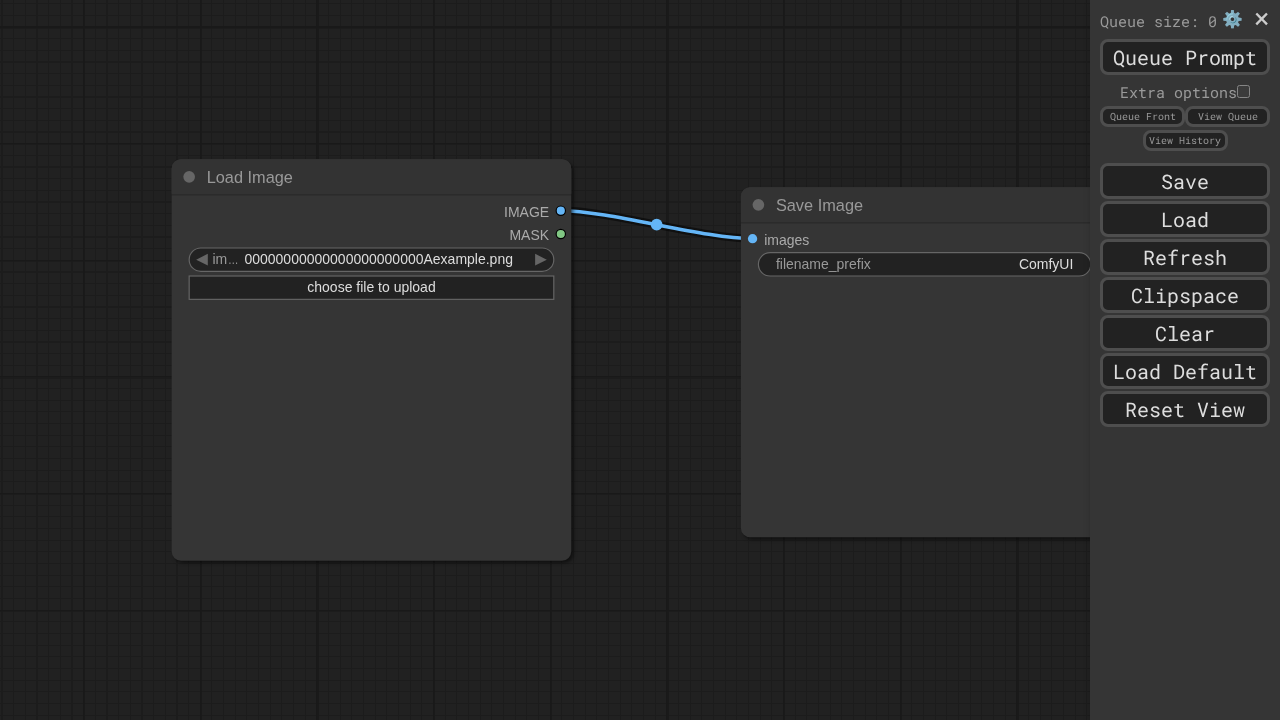 Queue size: 0
Queue Prompt
Extra options
Queue Front
View Queue
View History
Save
Load
Refresh
Clipspace
Clear
Load Default
Reset View
Load Image
IMAGE
MASK
im... 00000000000000000000000Aexample.png
choose file to upload
Save Image
images
filename_prefix ComfyUI